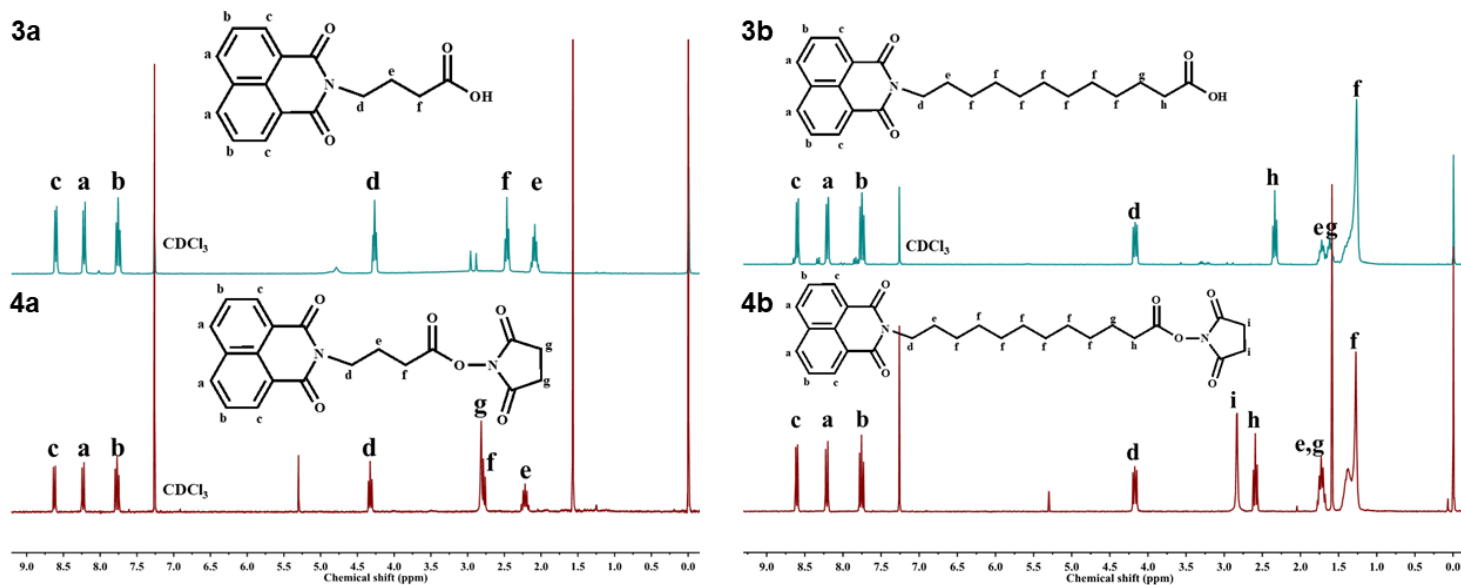 3a
b c O
a N e O
OH
a O d f
b c
c a b d f e
CDCl3
4a
b c O
a N e O O
g
a O d f O N g
b c O
g
c a b d f e
CDCl3
9.0 8.5 8.0 7.5 7.0 6.5 6.0 5.5 5.0 4.5 4.0 3.5 3.0 2.5 2.0 1.5 1.0 0.5 0.0
Chemical shift (ppm)
3b
b c O
a N e f f f f g O
OH
a O d f f f f h
b c
f
c a b d h e g
CDCl3
4b
b c O
a N e f f f g O O
i
a O d f f f f h O N i
b c O
f
c a b d i h e,g
CDCl3
9.0 8.5 8.0 7.5 7.0 6.5 6.0 5.5 5.0 4.5 4.0 3.5 3.0 2.5 2.0 1.5 1.0 0.5 0.0
Chemical shift (ppm)